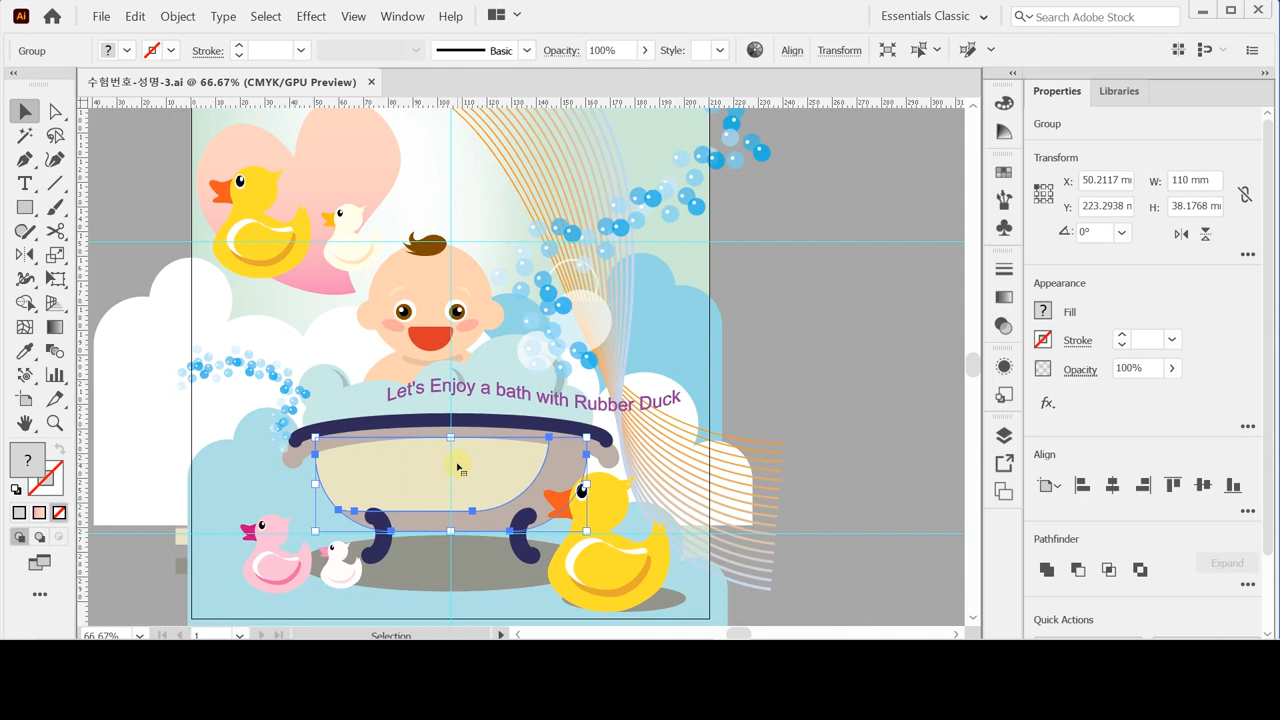 Ai File Edit Object Type Select Effect View Window Help Essentials Classic Search Adobe Stock
Group ? Stroke: Basic Opacity: 100% Style: Align Transform
수험번호-성명-3.ai @ 66.67% (CMYK/GPU Preview) ×
Properties Libraries
Group
Transform
X: 50.2117 m W: 110 mm
Y: 223.2938 n H: 38.1768 m
0°
Appearance
? Fill
Stroke
Opacity 100%
fx.
Align
Pathfinder
Expand
Quick Actions
Let's Enjoy a bath with Rubber Duck
?
66.67% 1 Selection